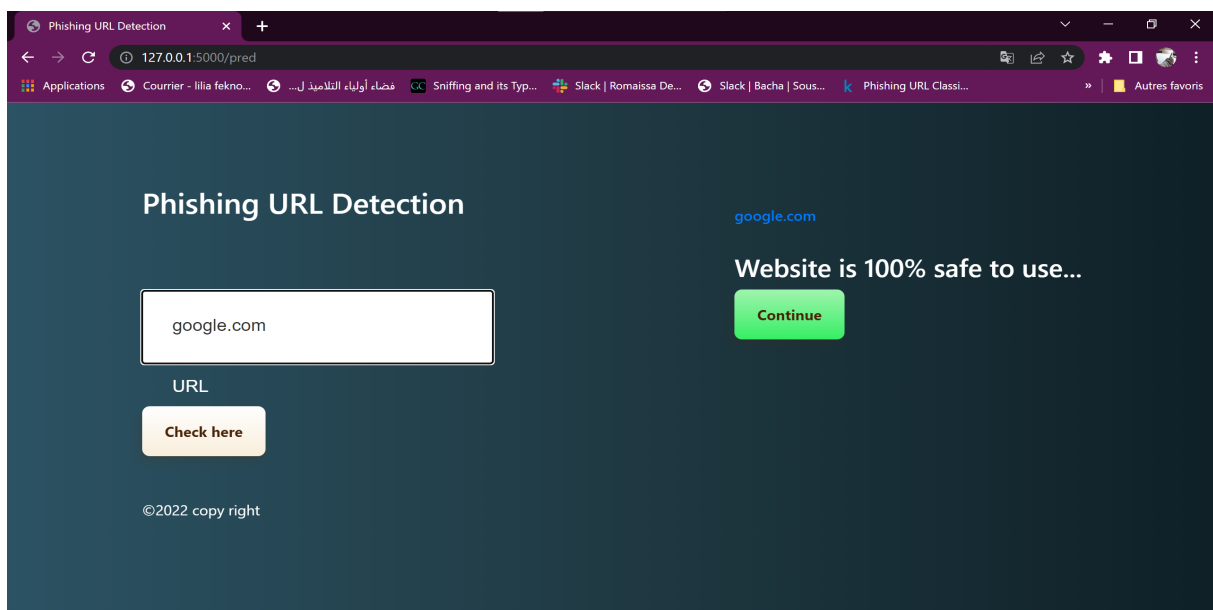 Phishing URL Detection
127.0.0.1:5000/pred
Applications
Courrier - lilia fekno...
فضاء أولياء التلاميذ ل...
GC Sniffing and its Typ...
Slack | Romaissa De...
Slack | Bacha | Sous...
k Phishing URL Classi...
»
Autres favoris
Phishing URL Detection
google.com
URL
Check here
©2022 copy right
google.com
Website is 100% safe to use...
Continue